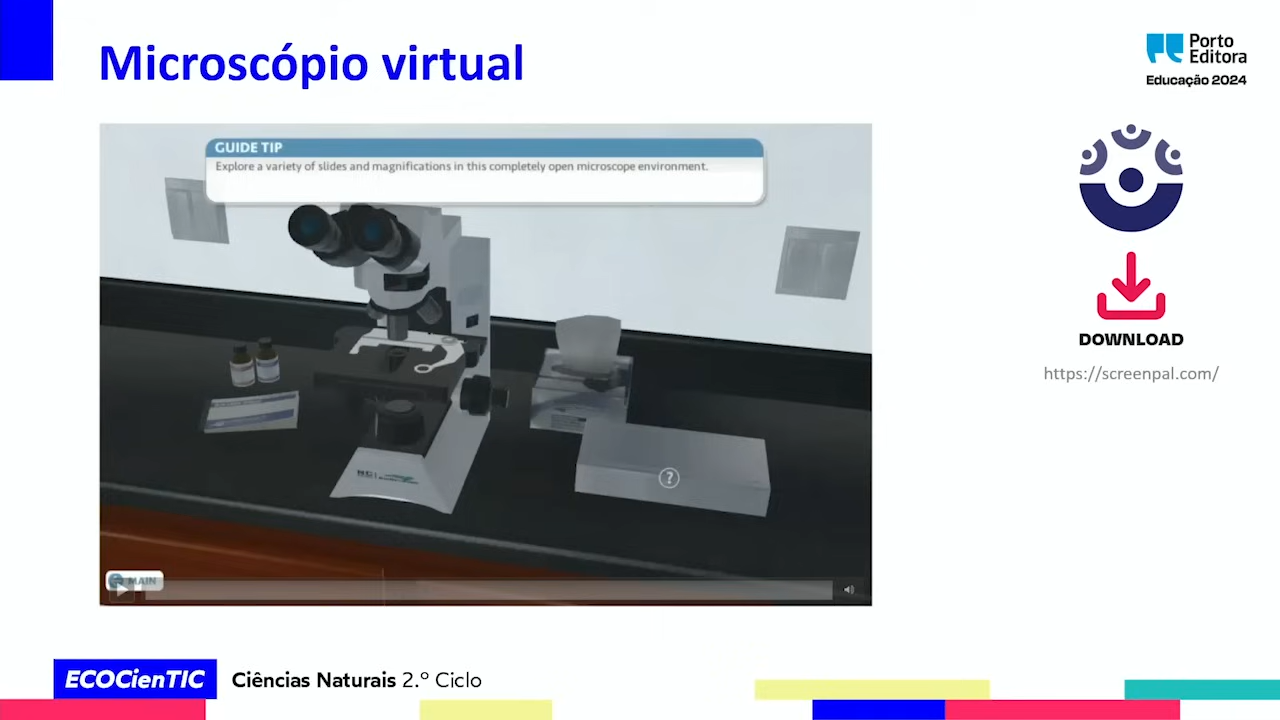 Microscópio virtual
Porto
Editora
Educação 2024
GUIDE TIP
Explore a variety of slides and magnifications in this completely open microscope environment.
DOWNLOAD
https://screenpal.com/
?
MAIN
ECOCienTIC
Ciências Naturais 2.º Ciclo